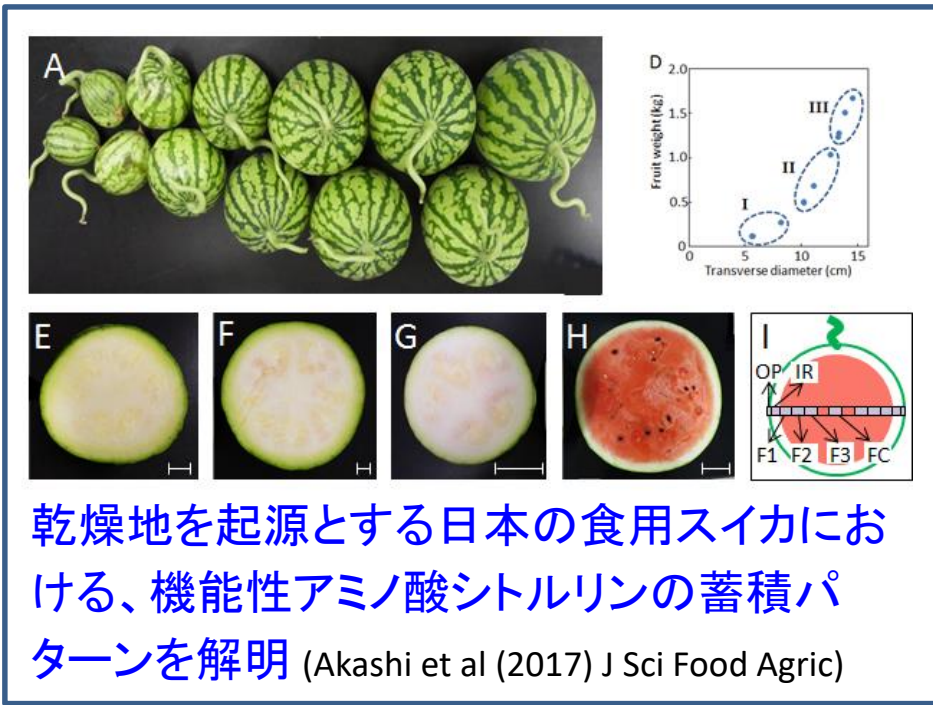 A
D
2.0
1.5
1.0
0.5
0
Fruit weight (kg)
III
II
I
0 5 10 15
Transverse diameter (cm)
E F G H I
OP IR
F1 F2 F3 FC
乾燥地を起源とする日本の食用スイカにお
ける、機能性アミノ酸シトルリンの蓄積パ
ターンを解明 (Akashi et al (2017) J Sci Food Agric)